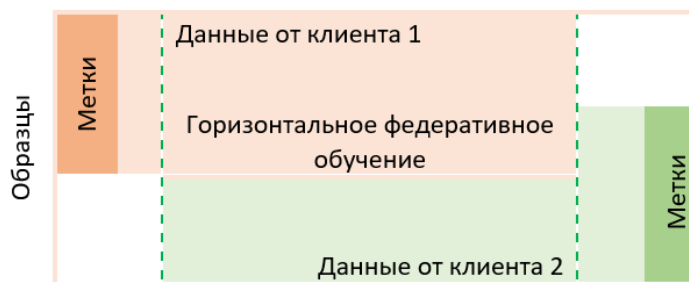 Образцы
Метки
Данные от клиента 1
Горизонтальное федеративное
обучение
Данные от клиента 2
Метки